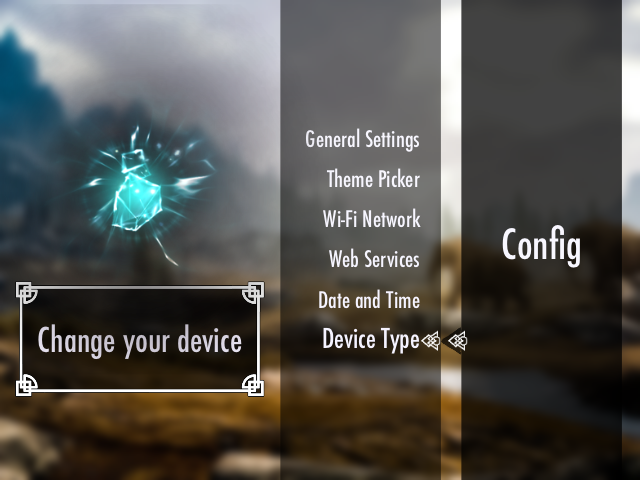 General Settings
Theme Picker
Wi-Fi Network
Web Services
Date and Time
Device Type
Config
Change your device